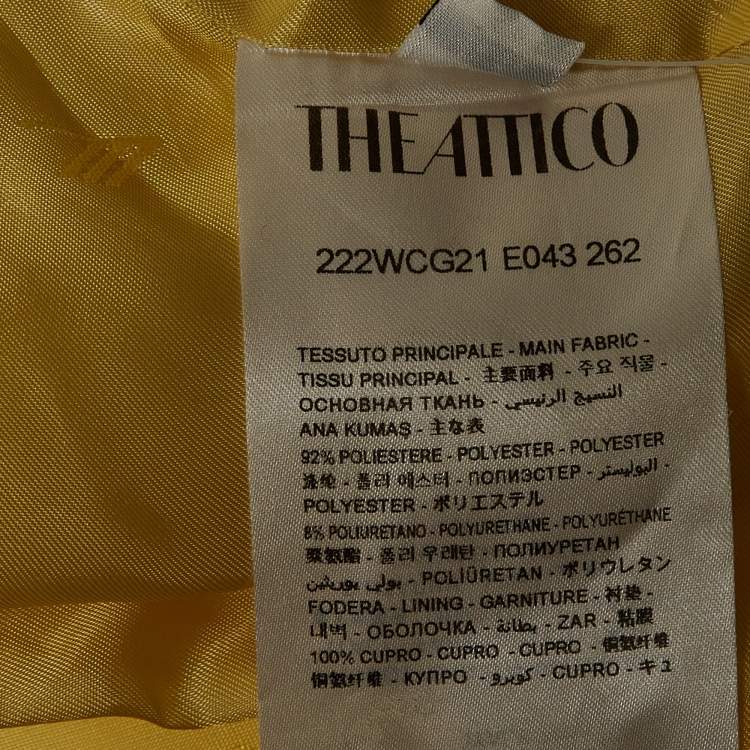 THEATTICO
222WCG21 E043 262
TESSUTO PRINCIPALE - MAIN FABRIC -
TISSU PRINCIPAL - 主要面料 - 주요 직물 -
ОСНОВНАЯ ТКАНЬ - النسيج الرئيسي
ANA KUMAŞ - 主な表
92% POLIESTERE - POLYESTER - POLYESTER
涤纶 - 폴리 에스터 - ПОЛИЭСТЕР - البوليستر -
POLYESTER - ポリエステル
8% POLIURETANO - POLYURETHANE - POLYURÉTHANE
聚氨酯 - 폴리 우레탄 - ПОЛИУРЕТАН
بولي يوريثين - POLİÜRETAN - ポリウレタン
FODERA - LINING - GARNITURE - 衬垫 -
내벽 - ОБОЛОЧКА - بطانة - ZAR - 粘膜
100% CUPRO - CUPRO - CUPRO - 铜氨纤维
铜氨纤维 - КУПРО - كوبرو - CUPRO - キュ